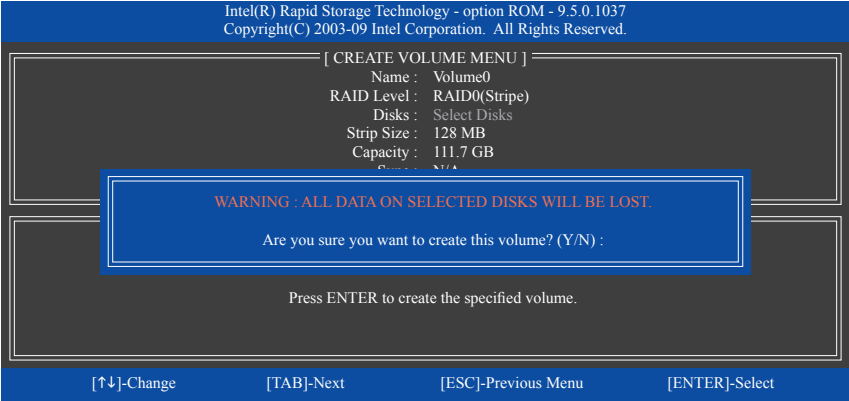 Intel(R) Rapid Storage Technology - option ROM - 9.5.0.1037
Copyright(C) 2003-09 Intel Corporation. All Rights Reserved.
[ CREATE VOLUME MENU ]
Name : Volume0
RAID Level : RAID0(Stripe)
Disks : Select Disks
Strip Size : 128 MB
Capacity : 111.7 GB
Sync : N/A
WARNING : ALL DATA ON SELECTED DISKS WILL BE LOST.
Are you sure you want to create this volume? (Y/N) :
Press ENTER to create the specified volume.
[↑↓]-Change [TAB]-Next [ESC]-Previous Menu [ENTER]-Select